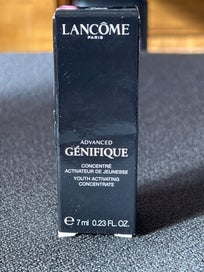 LANCÔME
PARIS
ADVANCED
GÉNIFIQUE
CONCENTRÉ
ACTIVATEUR DE JEUNESSE
YOUTH ACTIVATING
CONCENTRATE
℮ 7 ml 0.23 FL. OZ.